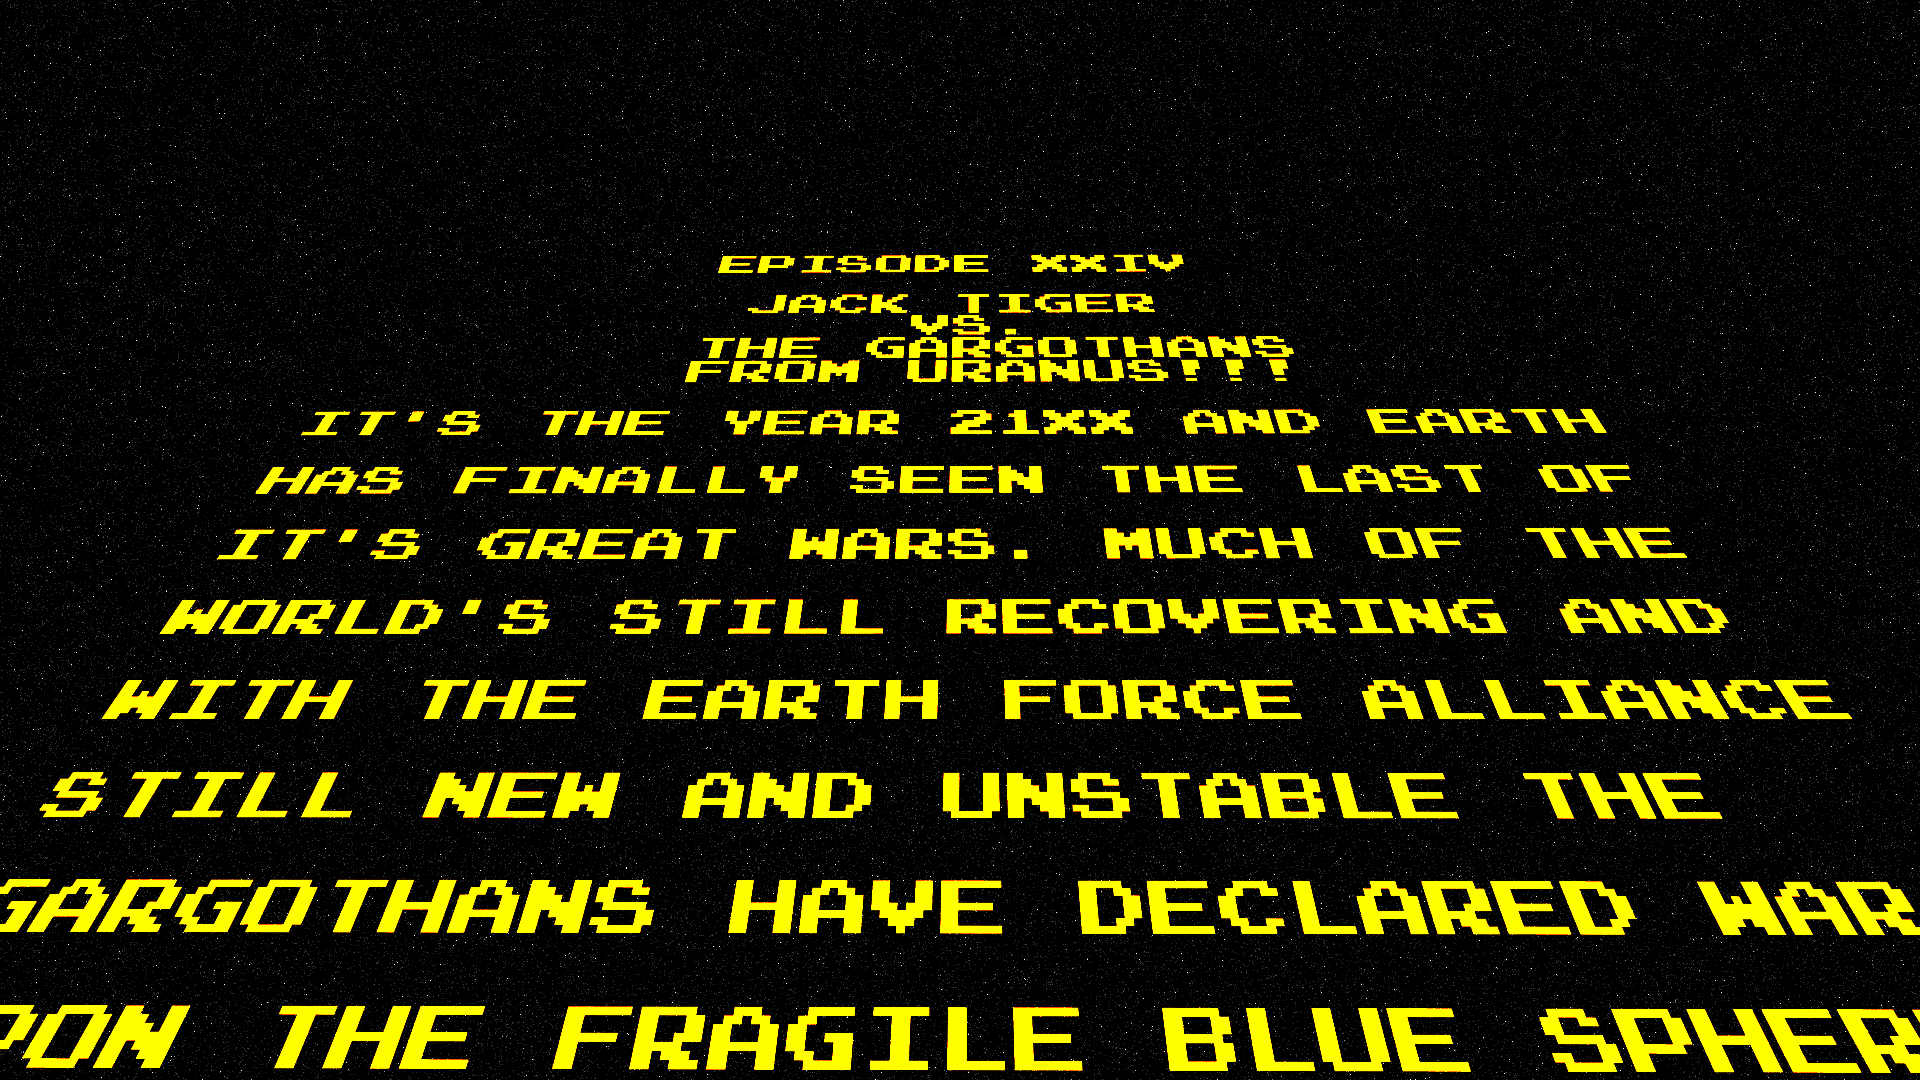 EPISODE XXIV
JACK TIGER
VS.
THE GARGOTHANS
FROM URANUS???
IT'S THE YEAR 21XX AND EARTH
HAS FINALLY SEEN THE LAST OF
IT'S GREAT WARS. MUCH OF THE
WORLD'S STILL RECOVERING AND
WITH THE EARTH FORCE ALLIANCE
STILL NEW AND UNSTABLE THE
GARGOTHANS HAVE DECLARED WAR
PON THE FRAGILE BLUE SPHER